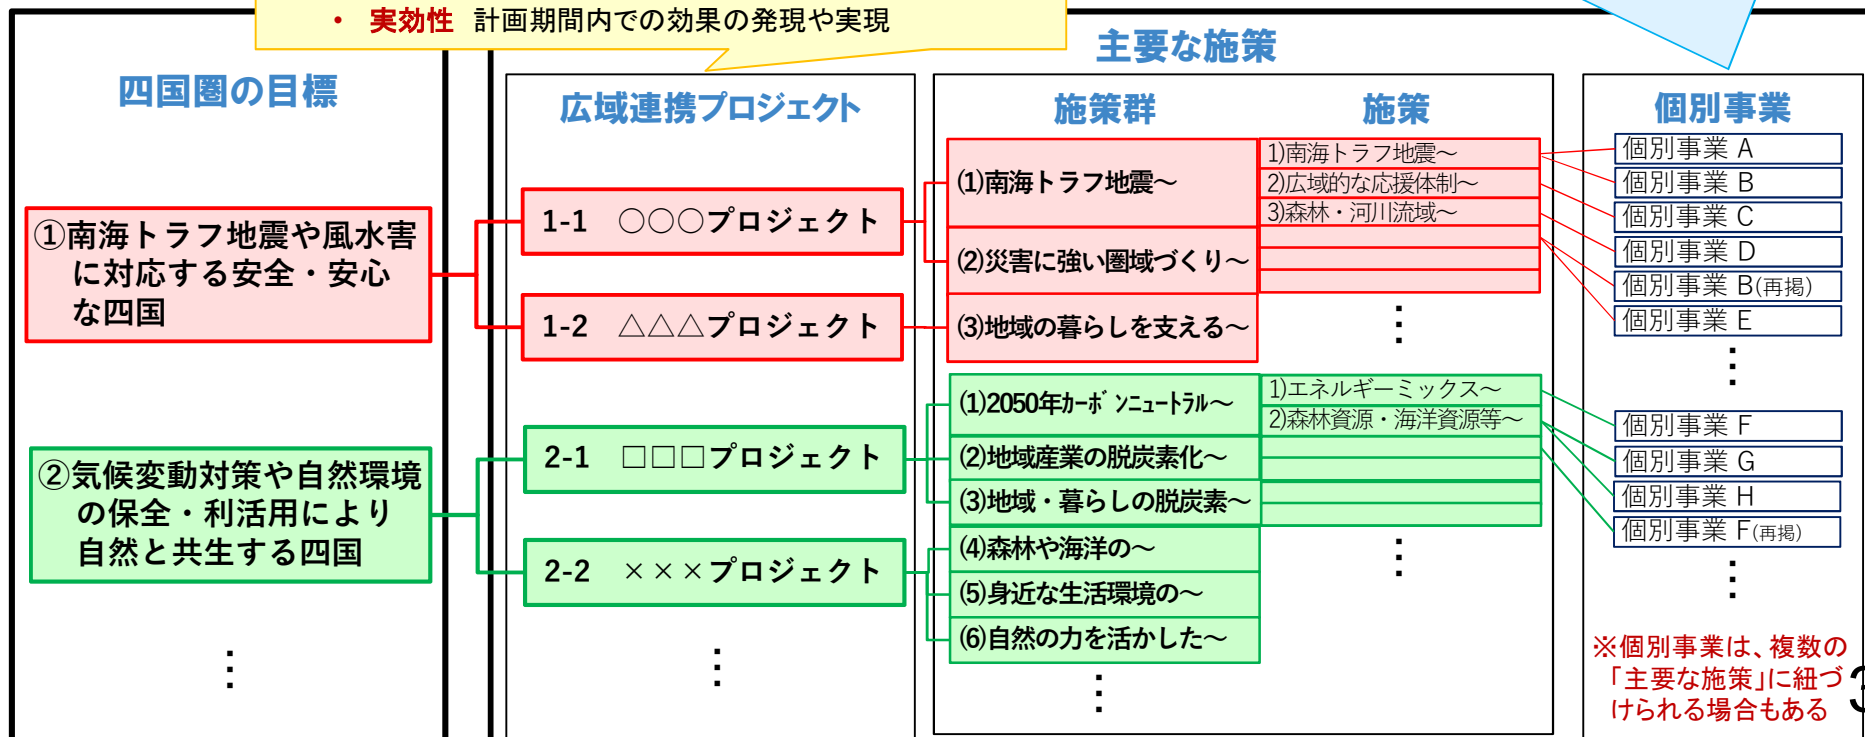 • 実効性 計画期間内での効果の発現や実現
主要な施策
四国圏の目標
広域連携プロジェクト
施策群
施策
個別事業
①南海トラフ地震や風水害
に対応する安全・安心
な四国
1-1 ○○○プロジェクト
1-2 △△△プロジェクト
(1)南海トラフ地震～
(2)災害に強い圏域づくり～
(3)地域の暮らしを支える～
1)南海トラフ地震～
2)広域的な応援体制～
3)森林・河川流域～
⋮
個別事業 A
個別事業 B
個別事業 C
個別事業 D
個別事業 B(再掲)
個別事業 E
⋮
②気候変動対策や自然環境
の保全・利活用により
自然と共生する四国
⋮
2-1 □□□プロジェクト
2-2 ×××プロジェクト
⋮
(1)2050年ｶｰﾎﾞﾝﾆｭｰﾄﾗﾙ～
(2)地域産業の脱炭素化～
(3)地域・暮らしの脱炭素～
(4)森林や海洋の～
(5)身近な生活環境の～
(6)自然の力を活かした～
⋮
1)エネルギーミックス～
2)森林資源・海洋資源等～
⋮
個別事業 F
個別事業 G
個別事業 H
個別事業 F(再掲)
⋮
※個別事業は、複数の
「主要な施策」に紐づ
けられる場合もある